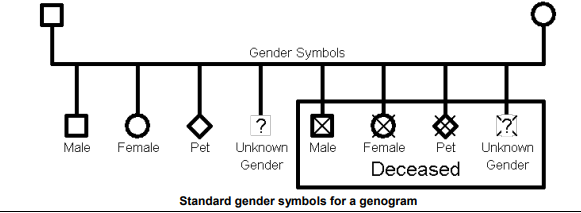 Gender Symbols
? ?
Male Female Pet Unknown Gender Male Female Pet Unknown Gender
Deceased
Standard gender symbols for a genogram